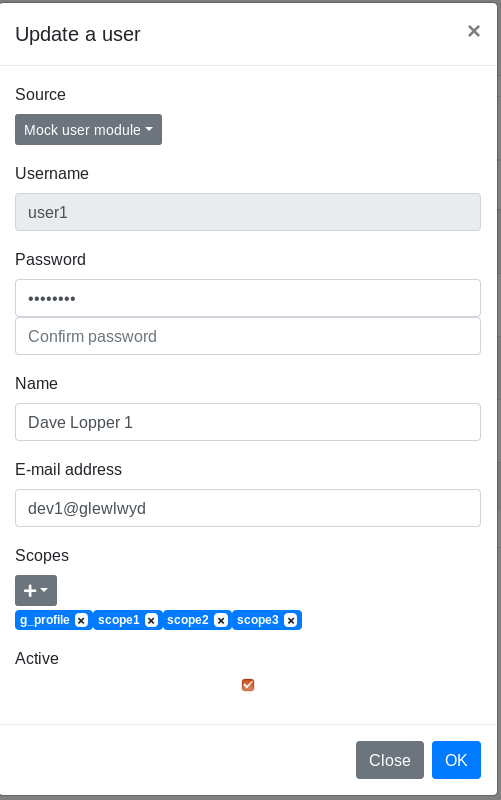 Update a user
×
Source
Mock user module
Username
user1
Password
••••••••
Confirm password
Name
Dave Lopper 1
E-mail address
dev1@glewlwyd
Scopes
+
g_profile × scope1 × scope2 × scope3 ×
Active
Close OK